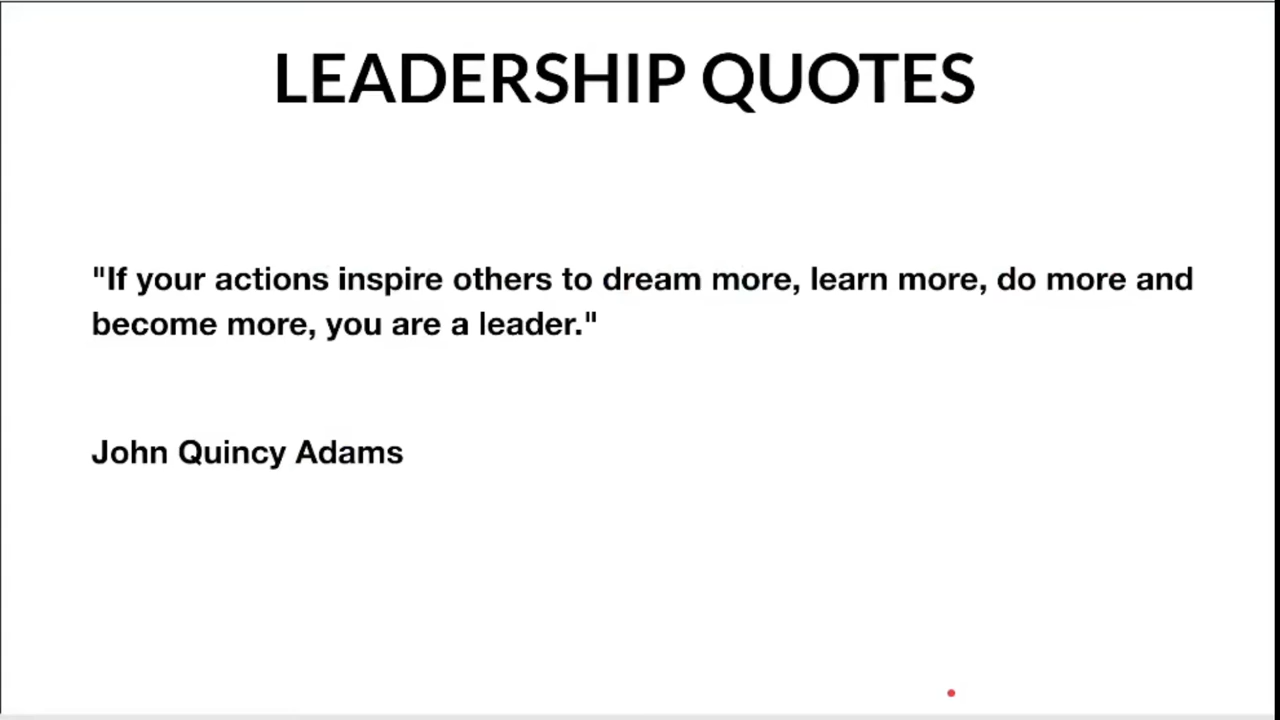 LEADERSHIP QUOTES
"If your actions inspire others to dream more, learn more, do more and
become more, you are a leader."
John Quincy Adams